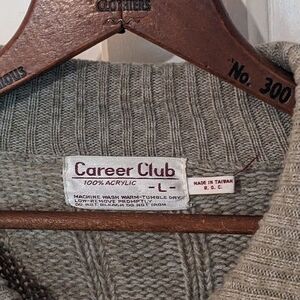 CLOTHIERS
No. 300
Career Club
100% ACRYLIC
- L -
MACHINE WASH WARM-TUMBLE DRY
LOW-REMOVE PROMPTLY
DO NOT BLEACH DO NOT IRON
MADE IN TAIWAN
R.O.C.